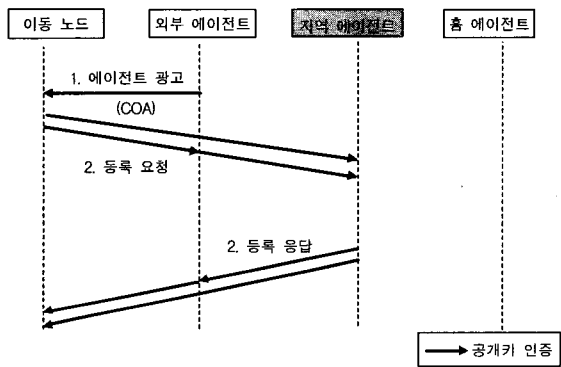 이동 노드
외부 에이전트
지역 에이전트
홈 에이전트
1. 에이전트 광고
(COA)
2. 등록 요청
2. 등록 응답
공개키 인증